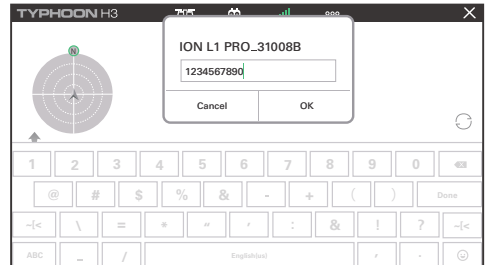 TYPHOON H3
N
ION L1 PRO_31008B
1234567890
Cancel OK
1 2 3 4 5 6 7 8 9 0
@ # $ % & - + ( ) Done
~[< \ = * " ' : & ! ? ~[<
ABC _ / English(us) , .